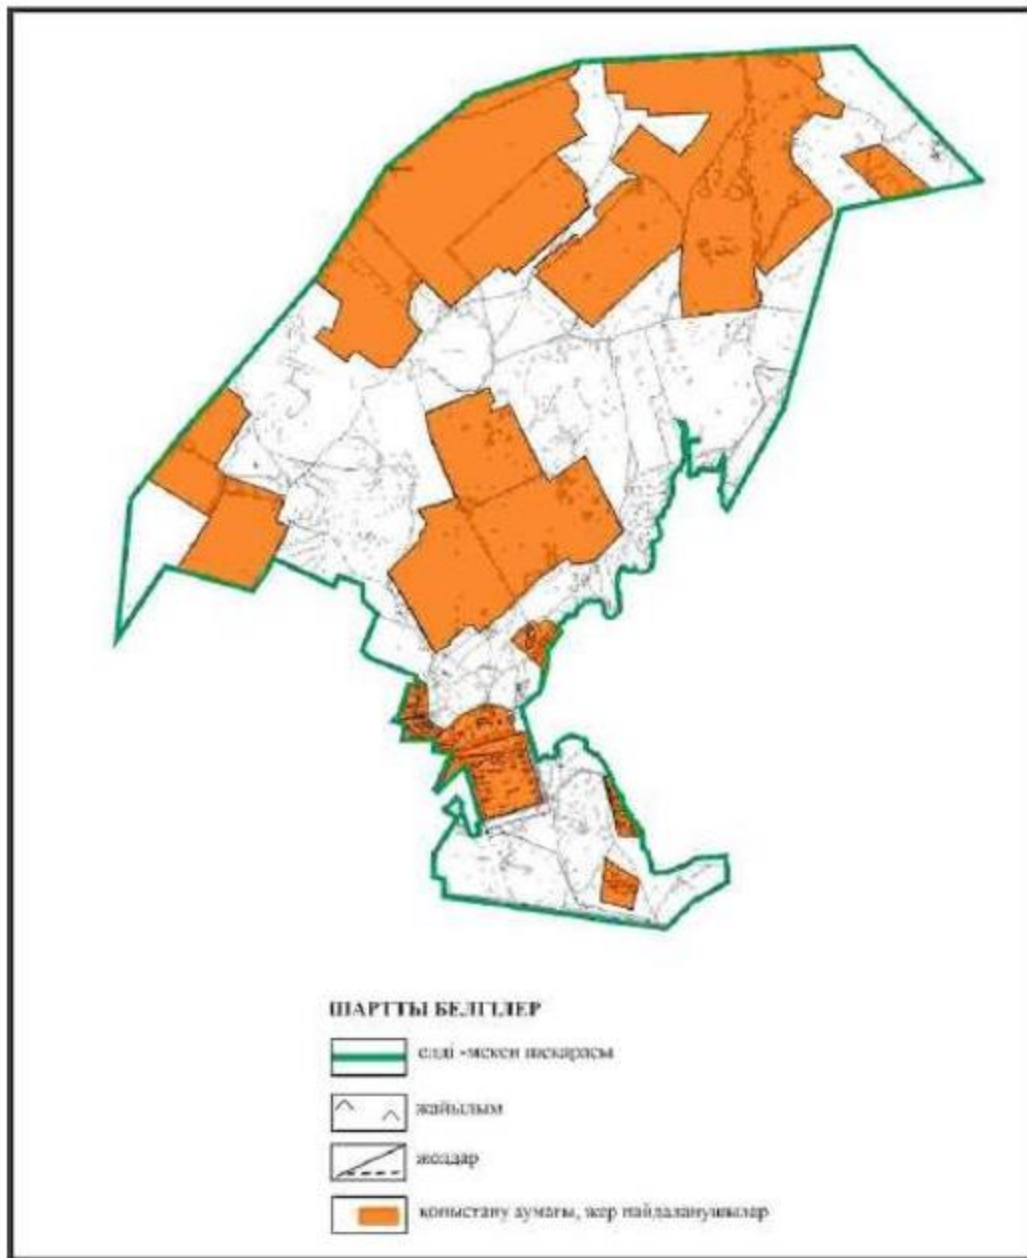 ШАРТТЫ БЕЛГІЛЕР
елді -мекен шекарасы
жайылым
жолдар
қоныстану аумағы, жер пайдаланушылар